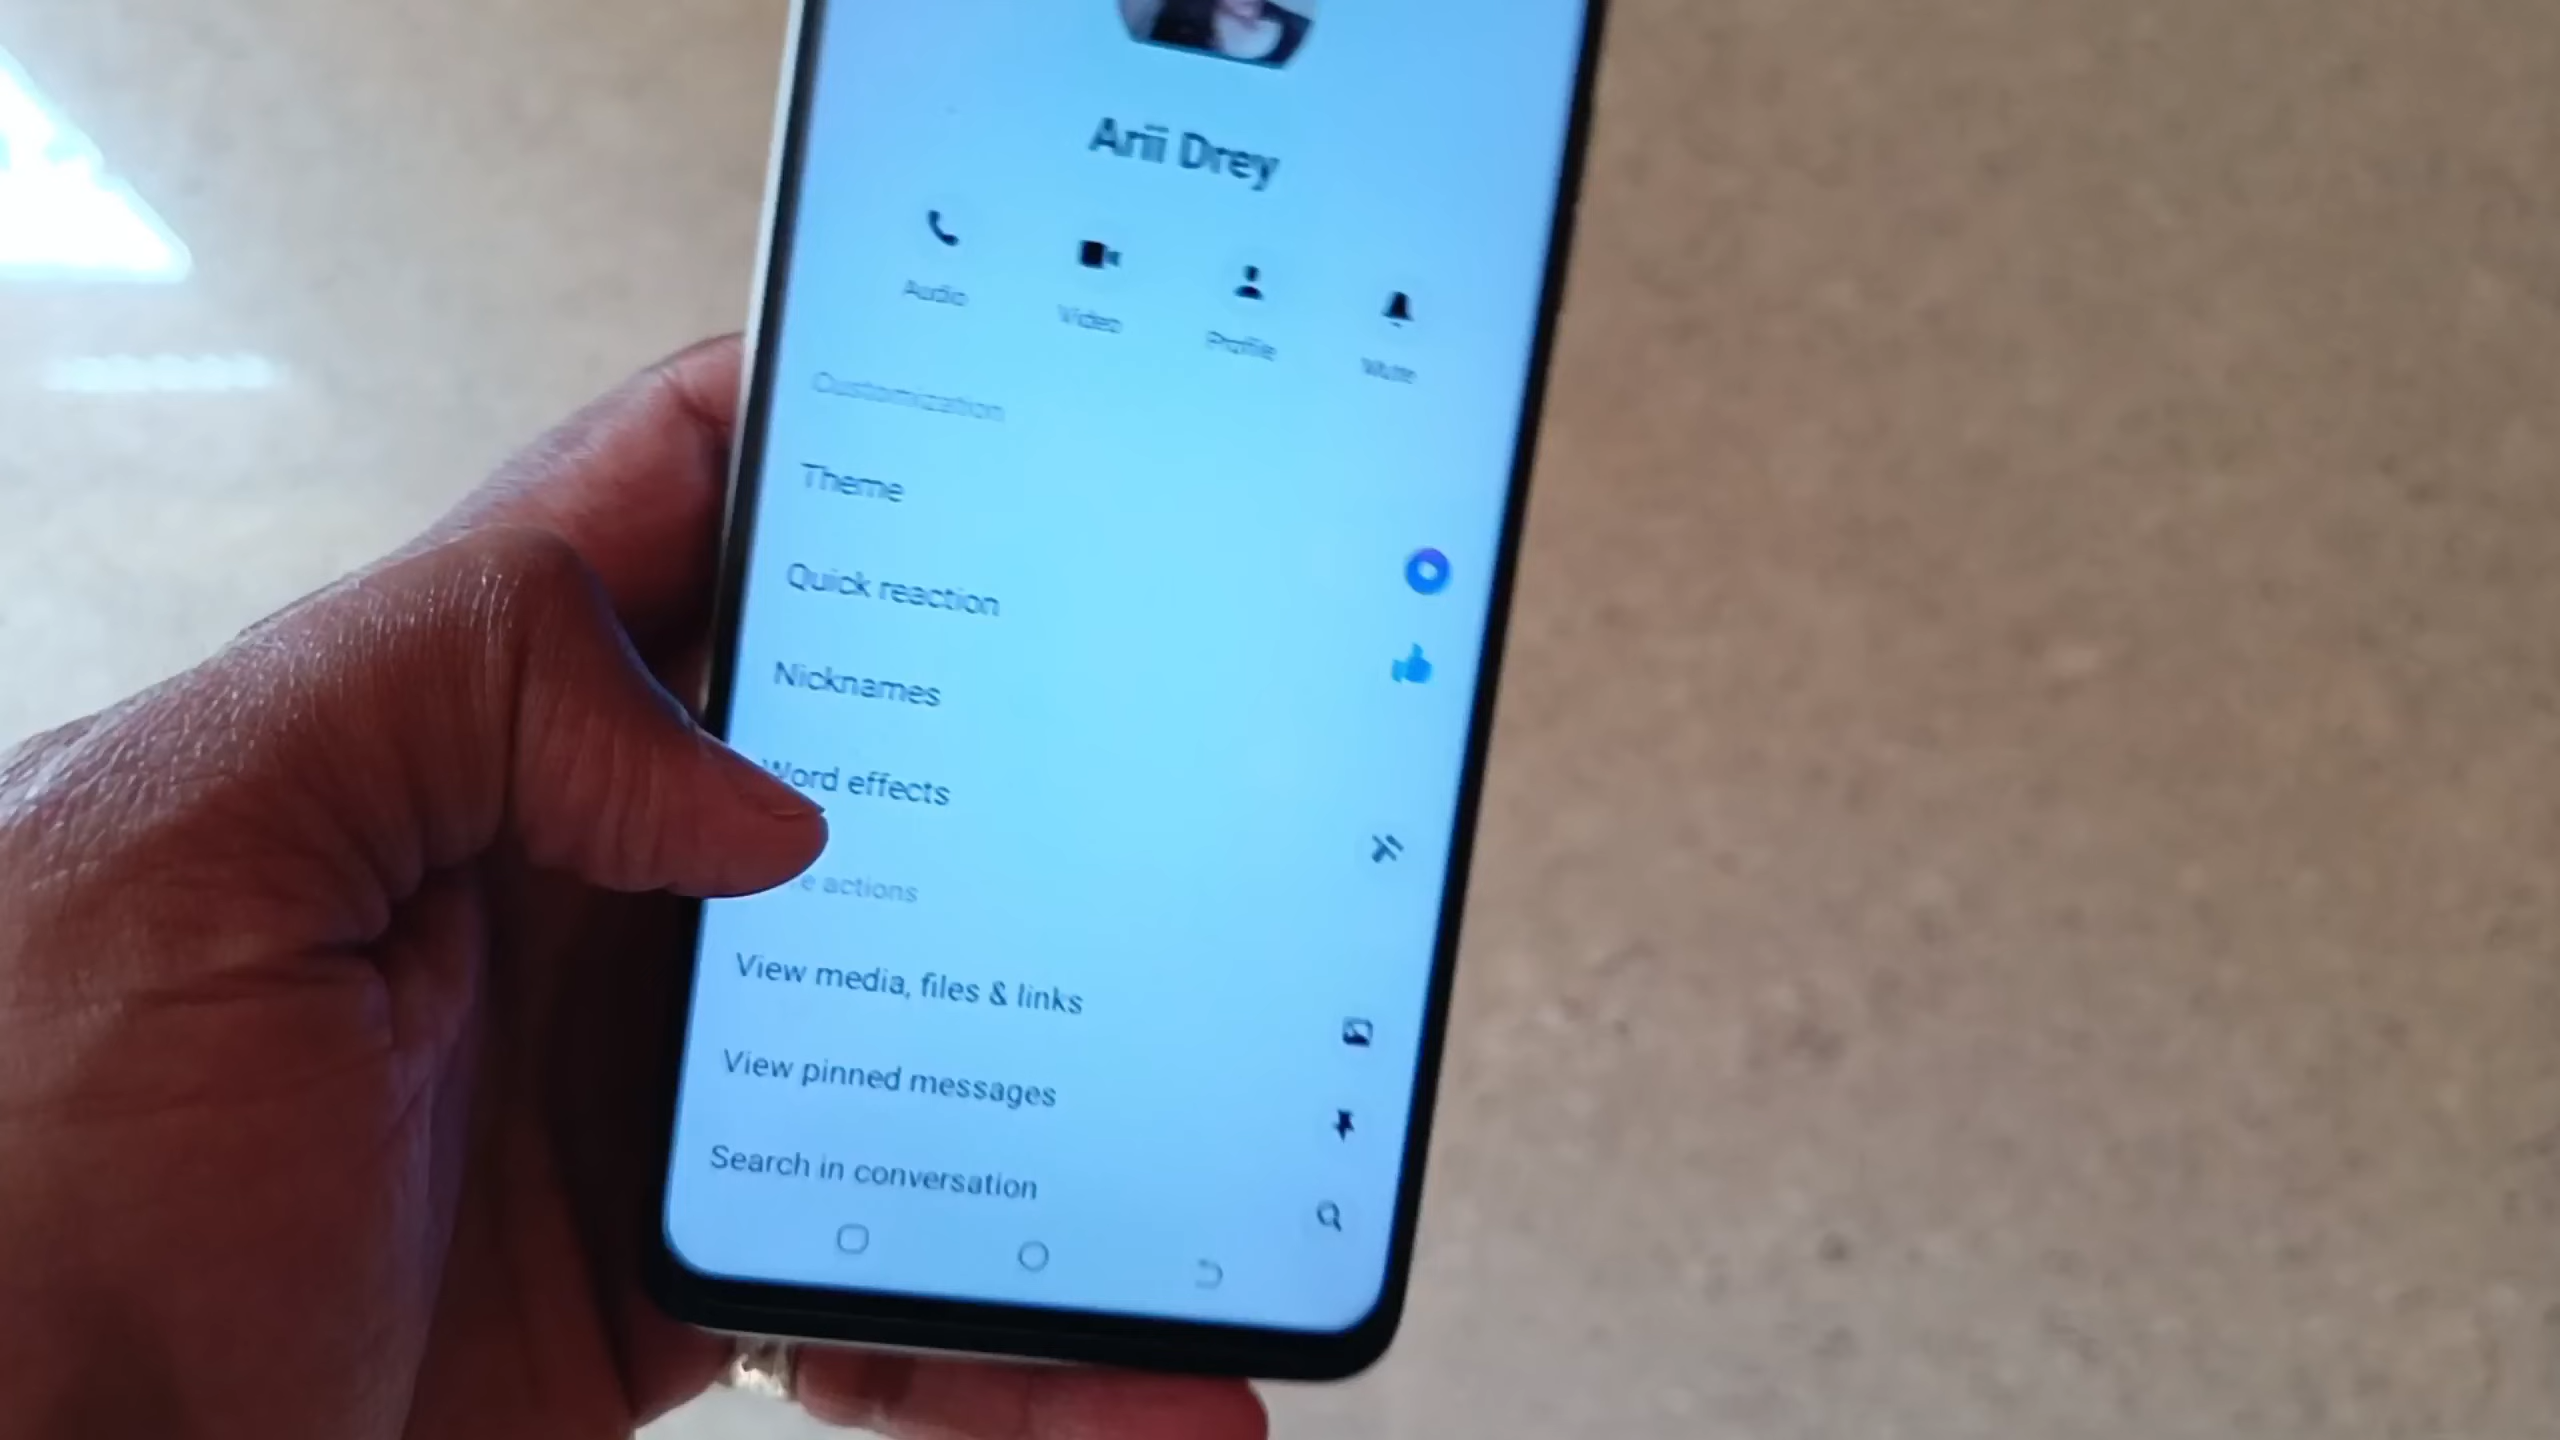 Arii Drey
Audio
Video
Profile
Mute
Customization
Theme
Quick reaction
Nicknames
Word effects
actions
View media, files & links
View pinned messages
Search in conversation